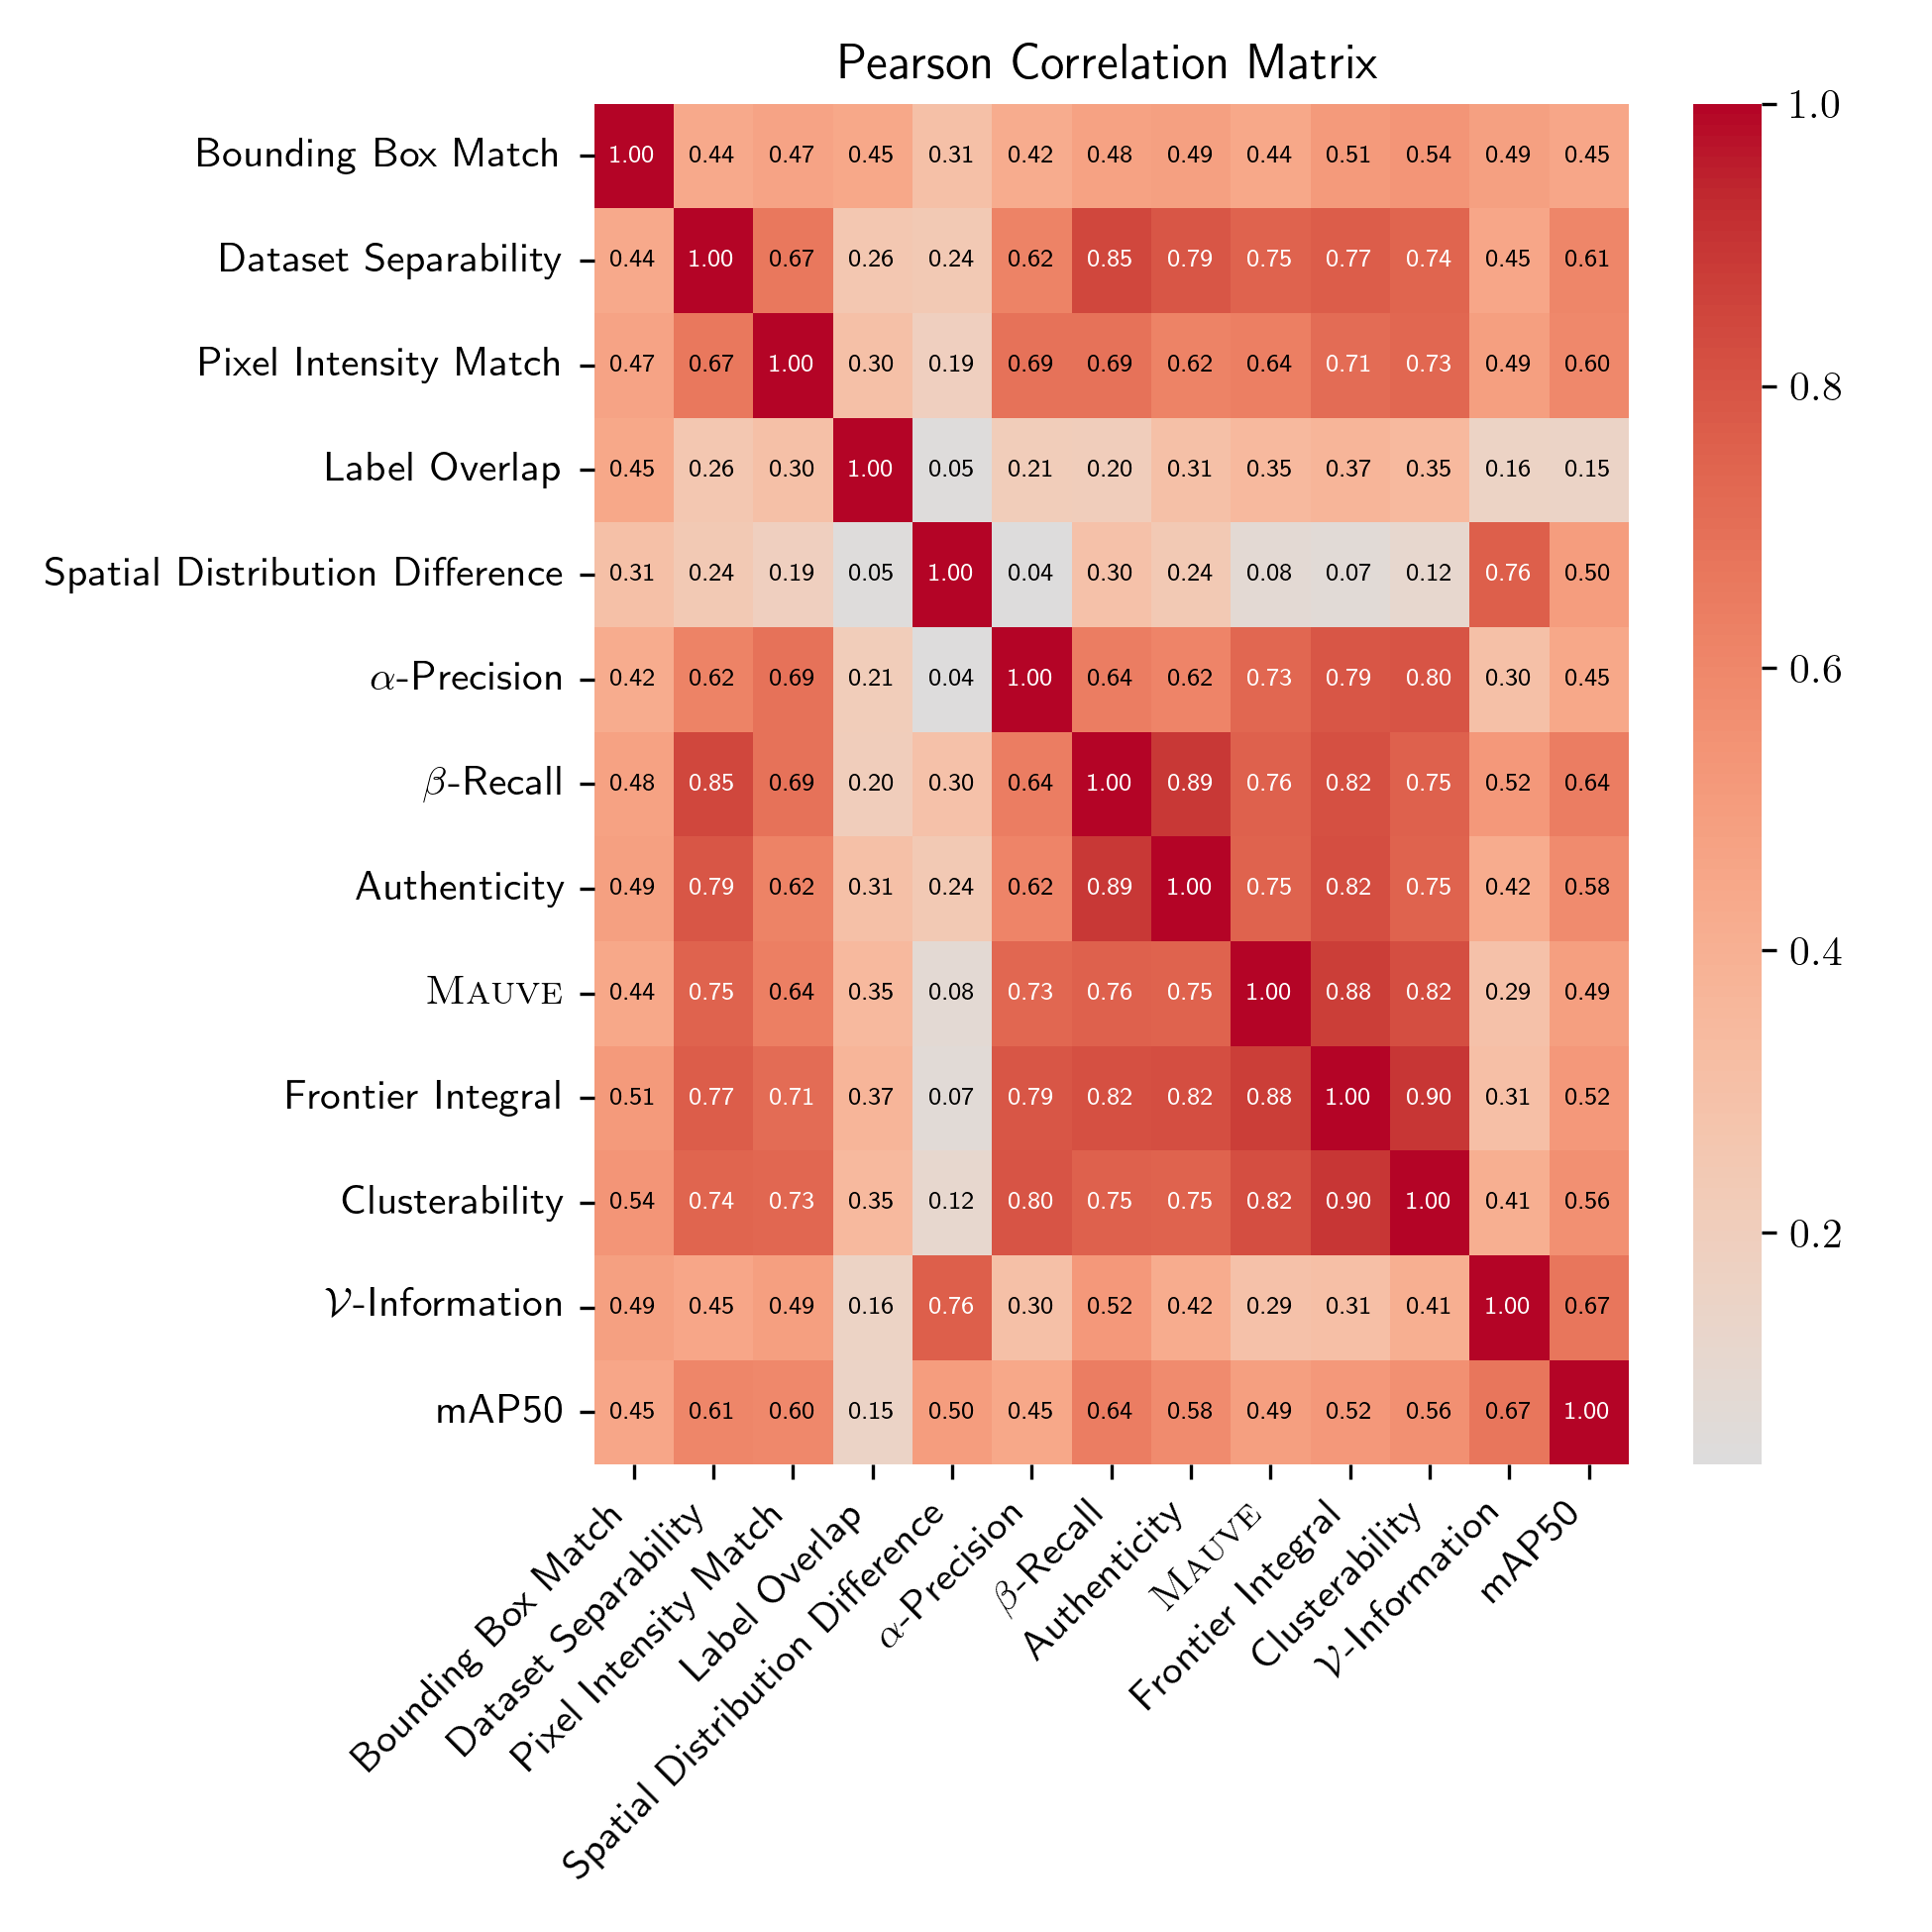 Pearson Correlation Matrix
Bounding Box Match 1.00 0.44 0.47 0.45 0.31 0.42 0.48 0.49 0.44 0.51 0.54 0.49 0.45
Dataset Separability 0.44 1.00 0.67 0.26 0.24 0.62 0.85 0.79 0.75 0.77 0.74 0.45 0.61
Pixel Intensity Match 0.47 0.67 1.00 0.30 0.19 0.69 0.69 0.62 0.64 0.71 0.73 0.49 0.60
Label Overlap 0.45 0.26 0.30 1.00 0.05 0.21 0.20 0.31 0.35 0.37 0.35 0.16 0.15
Spatial Distribution Difference 0.31 0.24 0.19 0.05 1.00 0.04 0.30 0.24 0.08 0.07 0.12 0.76 0.50
α-Precision 0.42 0.62 0.69 0.21 0.04 1.00 0.64 0.62 0.73 0.79 0.80 0.30 0.45
β-Recall 0.48 0.85 0.69 0.20 0.30 0.64 1.00 0.89 0.76 0.82 0.75 0.52 0.64
Authenticity 0.49 0.79 0.62 0.31 0.24 0.62 0.89 1.00 0.75 0.82 0.75 0.42 0.58
MAUVE 0.44 0.75 0.64 0.35 0.08 0.73 0.76 0.75 1.00 0.88 0.82 0.29 0.49
Frontier Integral 0.51 0.77 0.71 0.37 0.07 0.79 0.82 0.82 0.88 1.00 0.90 0.31 0.52
Clusterability 0.54 0.74 0.73 0.35 0.12 0.80 0.75 0.75 0.82 0.90 1.00 0.41 0.56
𝒱-Information 0.49 0.45 0.49 0.16 0.76 0.30 0.52 0.42 0.29 0.31 0.41 1.00 0.67
mAP50 0.45 0.61 0.60 0.15 0.50 0.45 0.64 0.58 0.49 0.52 0.56 0.67 1.00
Bounding Box Match
Dataset Separability
Pixel Intensity Match
Label Overlap
Spatial Distribution Difference
α-Precision
β-Recall
Authenticity
MAUVE
Frontier Integral
Clusterability
𝒱-Information
mAP50
1.0
0.8
0.6
0.4
0.2